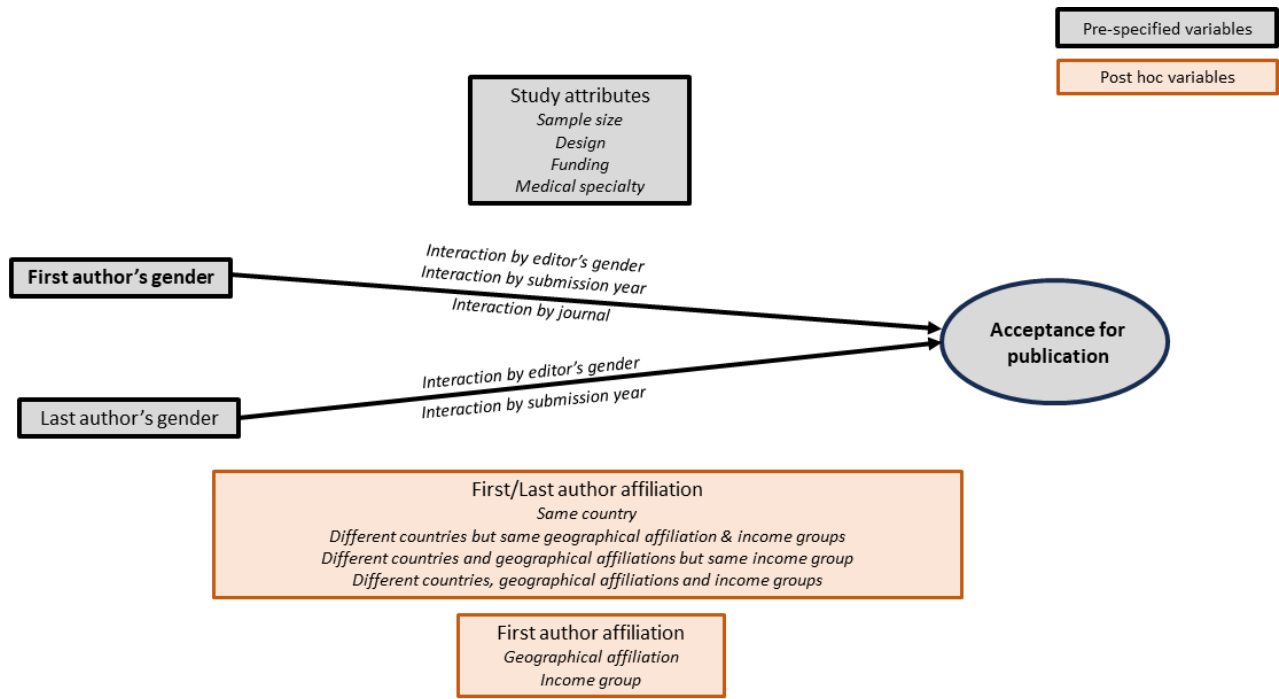 Pre-specified variables
Post hoc variables
Study attributes
Sample size
Design
Funding
Medical specialty
First author's gender
Interaction by editor's gender
Interaction by submission year
Interaction by journal
Acceptance for
publication
Last author's gender
Interaction by editor's gender
Interaction by submission year
First/Last author affiliation
Same country
Different countries but same geographical affiliation & income groups
Different countries and geographical affiliations but same income group
Different countries, geographical affiliations and income groups
First author affiliation
Geographical affiliation
Income group